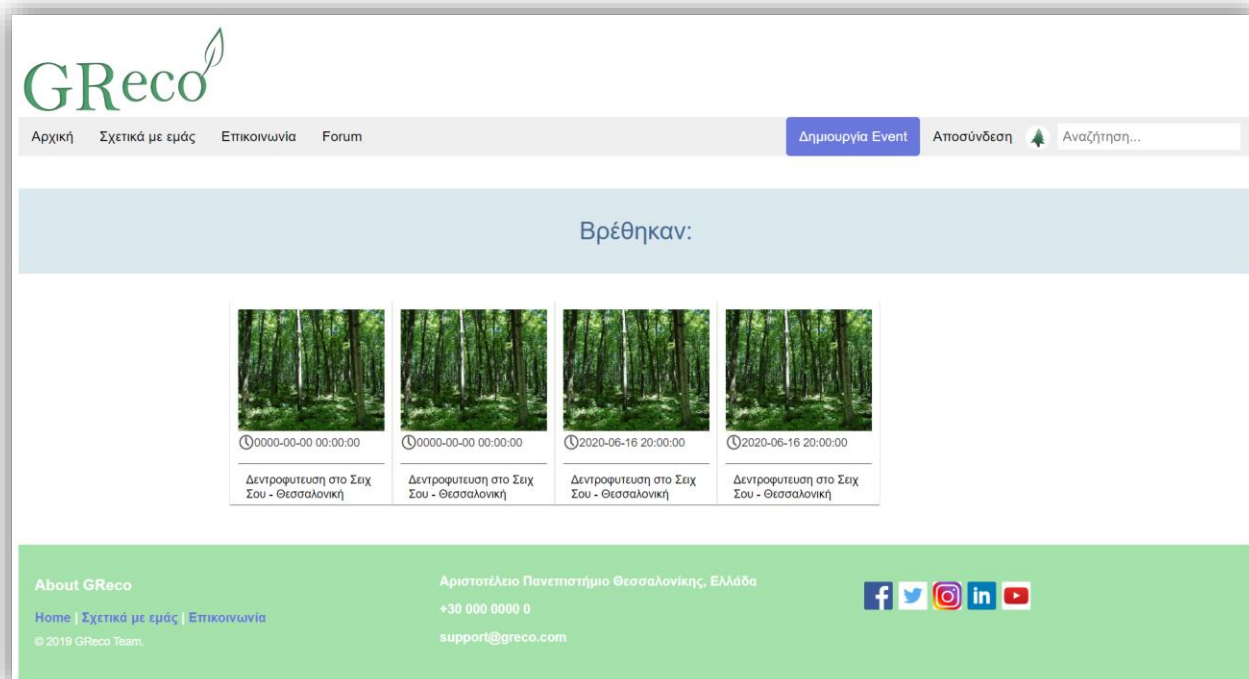 GReco
Αρχική Σχετικά με εμάς Επικοινωνία Forum Δημιουργία Event Αποσύνδεση Αναζήτηση...
Βρέθηκαν:
0000-00-00 00:00:00
Δεντροφυτευση στο Σειχ
Σου - Θεσσαλονική
0000-00-00 00:00:00
Δεντροφυτευση στο Σειχ
Σου - Θεσσαλονική
2020-06-16 20:00:00
Δεντροφυτευση στο Σειχ
Σου - Θεσσαλονική
2020-06-16 20:00:00
Δεντροφυτευση στο Σειχ
Σου - Θεσσαλονική
About GReco
Home | Σχετικά με εμάς | Επικοινωνία
© 2019 GReco Team.
Αριστοτέλειο Πανεπιστήμιο Θεσσαλονίκης, Ελλάδα
+30 000 0000 0
support@greco.com